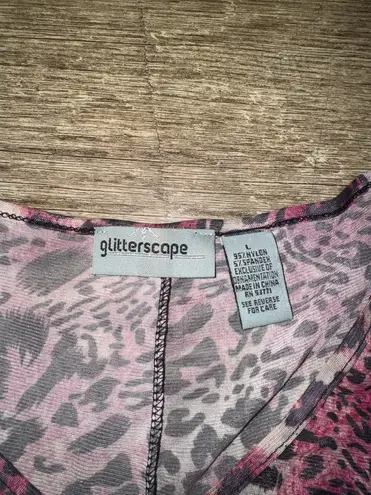 glitterscape
L
95% NYLON
5% SPANDEX
EXCLUSIVE OF
ORNAMENTATION
MADE IN CHINA
RN 93771
SEE REVERSE
FOR CARE